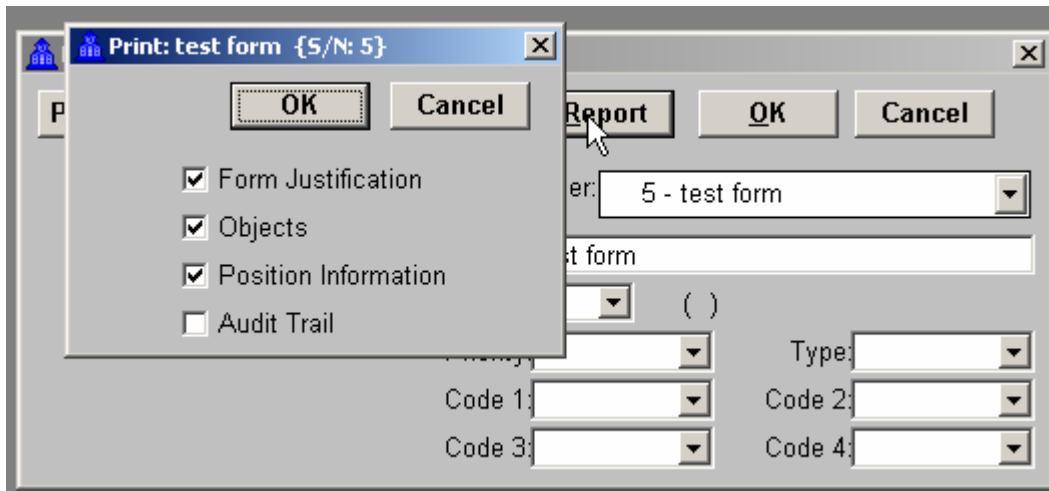 Print: test form {S/N: 5}
OK Cancel
Report OK Cancel
Form Justification
er: 5 - test form
Objects
st form
Position Information
( )
Audit Trail
Type:
Code 1: Code 2:
Code 3: Code 4: